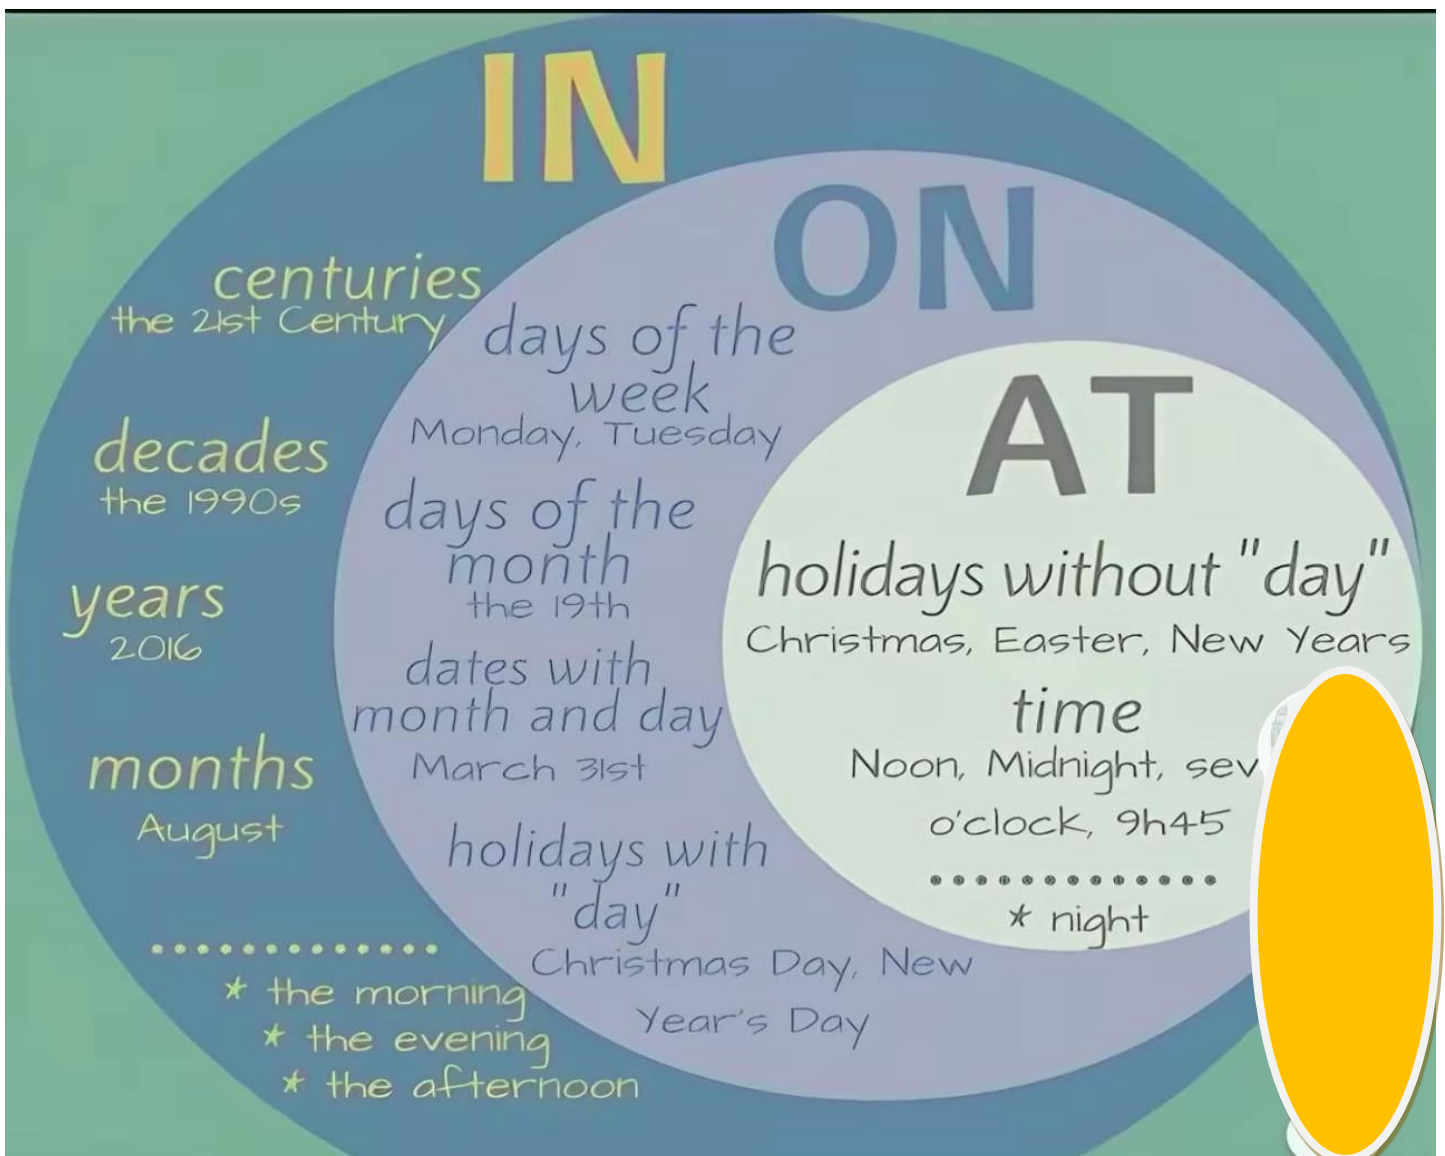 IN
centuries
the 21st Century
decades
the 1990s
years
2016
months
August
* the morning
* the evening
* the afternoon
ON
days of the
week
Monday, Tuesday
days of the
month
the 19th
dates with
month and day
March 31st
holidays with
"day"
Christmas Day, New
Year's Day
AT
holidays without "day"
Christmas, Easter, New Years
time
Noon, Midnight,
o'clock, 9h45
* night